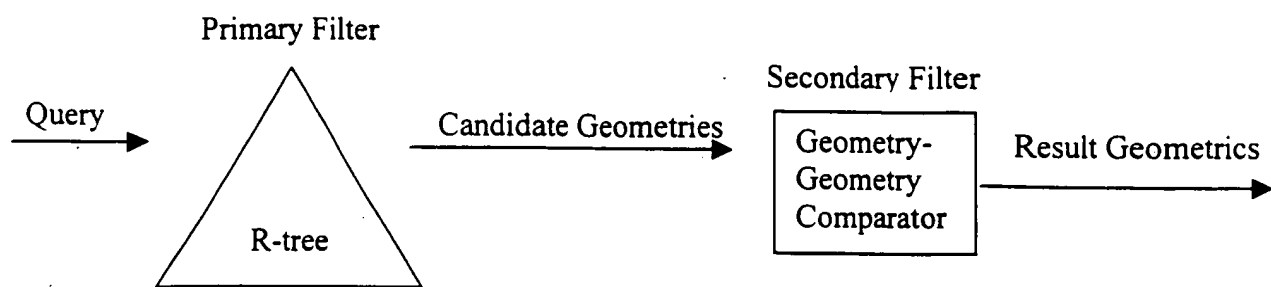 Primary Filter
Query
R-tree
Candidate Geometries
Secondary Filter
Geometry-
Geometry
Comparator
Result Geometrics